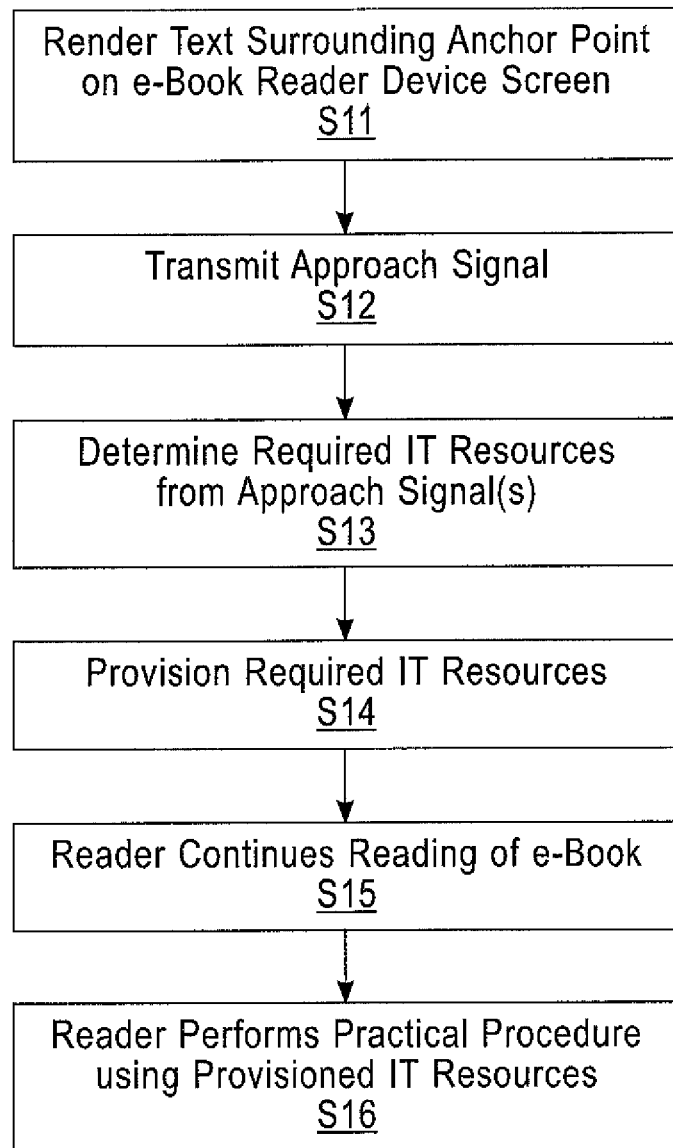 Render Text Surrounding Anchor Point
on e-Book Reader Device Screen
S11
Transmit Approach Signal
S12
Determine Required IT Resources
from Approach Signal(s)
S13
Provision Required IT Resources
S14
Reader Continues Reading of e-Book
S15
Reader Performs Practical Procedure
using Provisioned IT Resources
S16